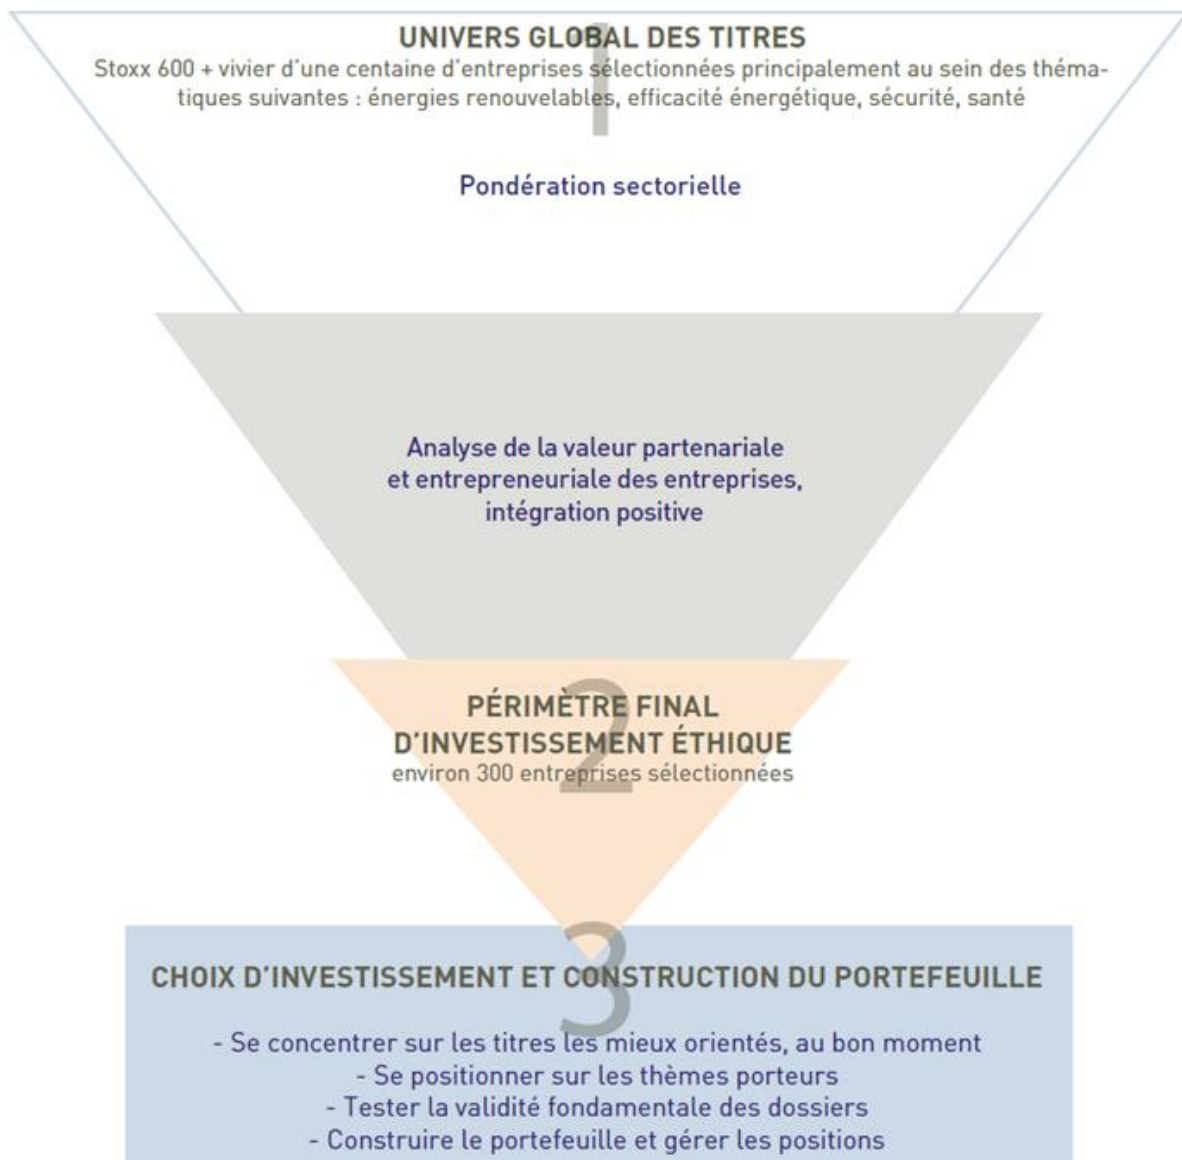 1
UNIVERS GLOBAL DES TITRES
Stoxx 600 + vivier d'une centaine d'entreprises sélectionnées principalement au sein des théma-
tiques suivantes : énergies renouvelables, efficacité énergétique, sécurité, santé
Pondération sectorielle
Analyse de la valeur partenariale
et entrepreneuriale des entreprises,
intégration positive
2
PÉRIMÈTRE FINAL
D'INVESTISSEMENT ÉTHIQUE
environ 300 entreprises sélectionnées
3
CHOIX D'INVESTISSEMENT ET CONSTRUCTION DU PORTEFEUILLE
- Se concentrer sur les titres les mieux orientés, au bon moment
- Se positionner sur les thèmes porteurs
- Tester la validité fondamentale des dossiers
- Construire le portefeuille et gérer les positions